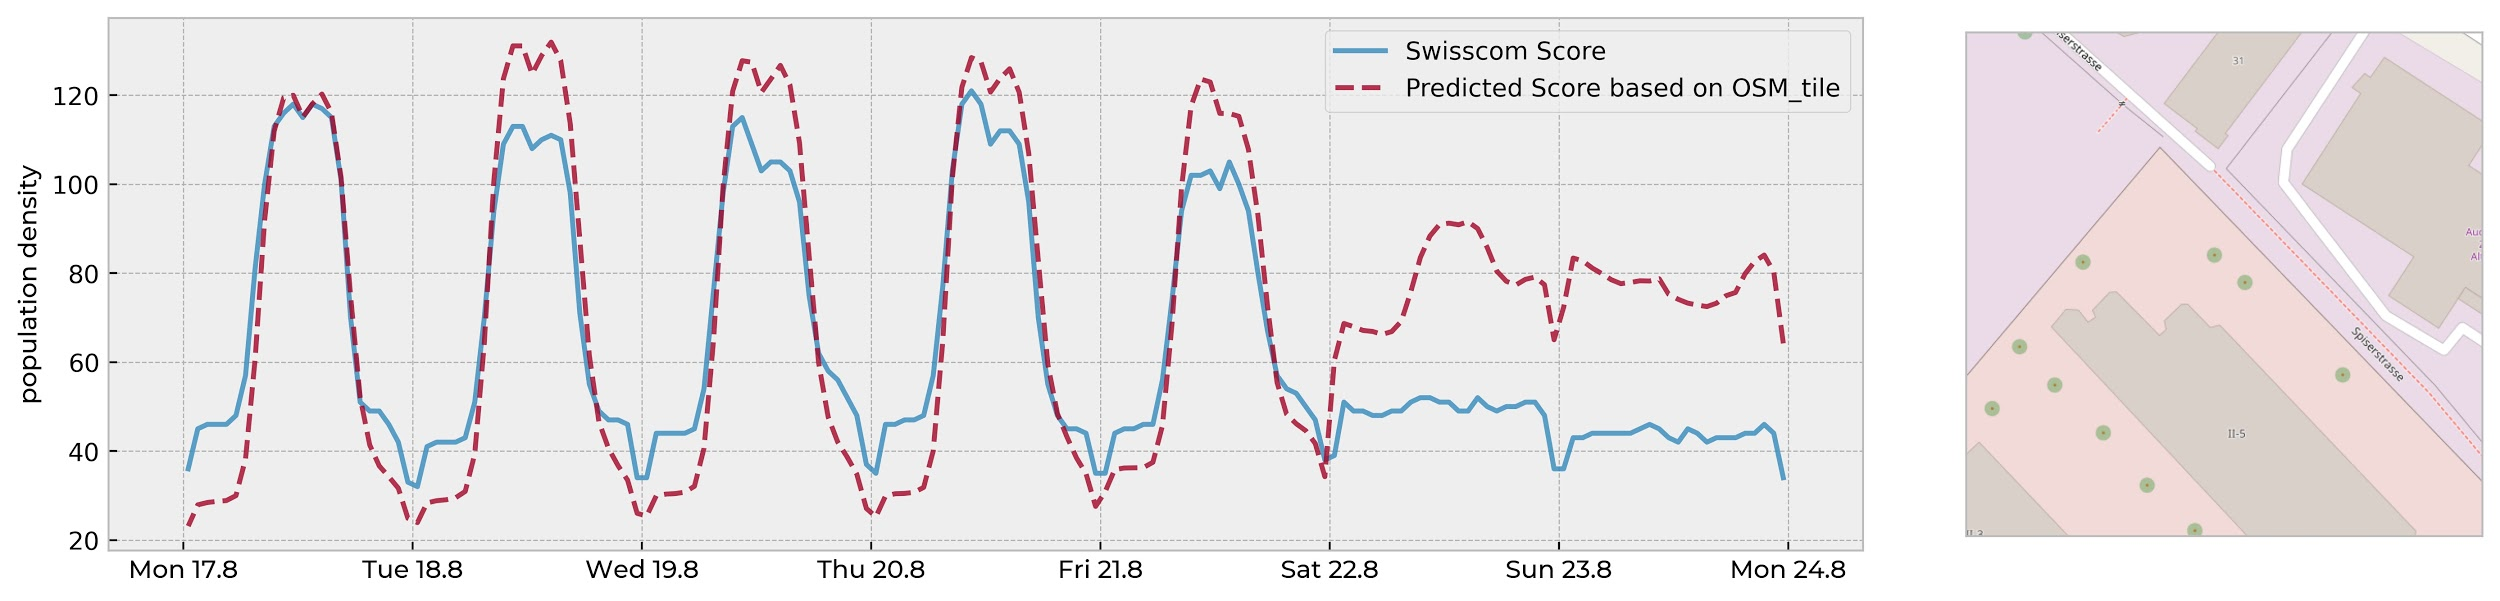 Swisscom Score
Predicted Score based on OSM_tile
population density
120
100
80
60
40
20
Mon 17.8
Tue 18.8
Wed 19.8
Thu 20.8
Fri 21.8
Sat 22.8
Sun 23.8
Mon 24.8
31
Spiserstrasse
II-5